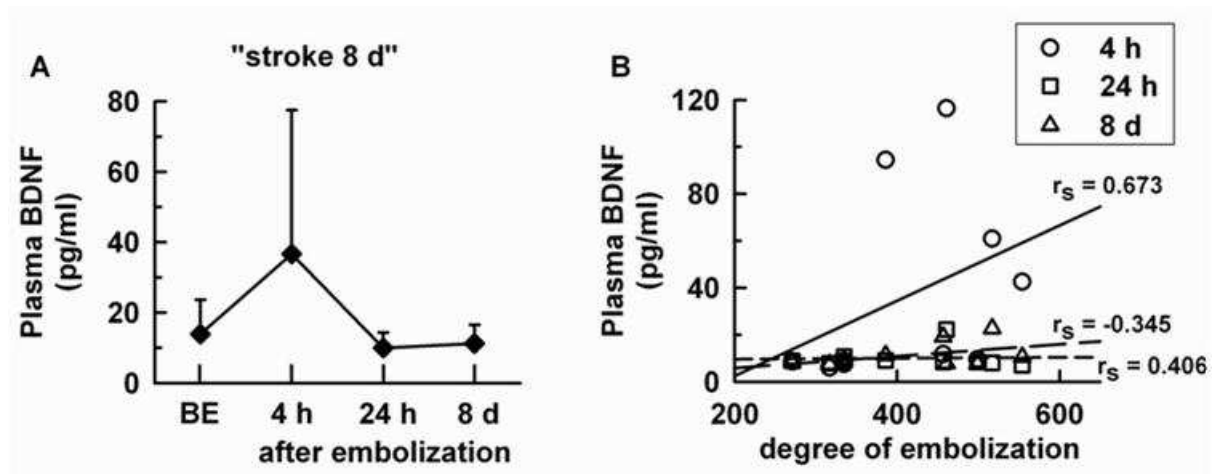 A
"stroke 8 d"
Plasma BDNF
(pg/ml)
80
60
40
20
0
BE
4 h
24 h
8 d
after embolization
B
4 h
24 h
8 d
Plasma BDNF
(pg/ml)
120
80
40
0
rS = 0.673
rS = -0.345
rS = 0.406
200
400
600
degree of embolization